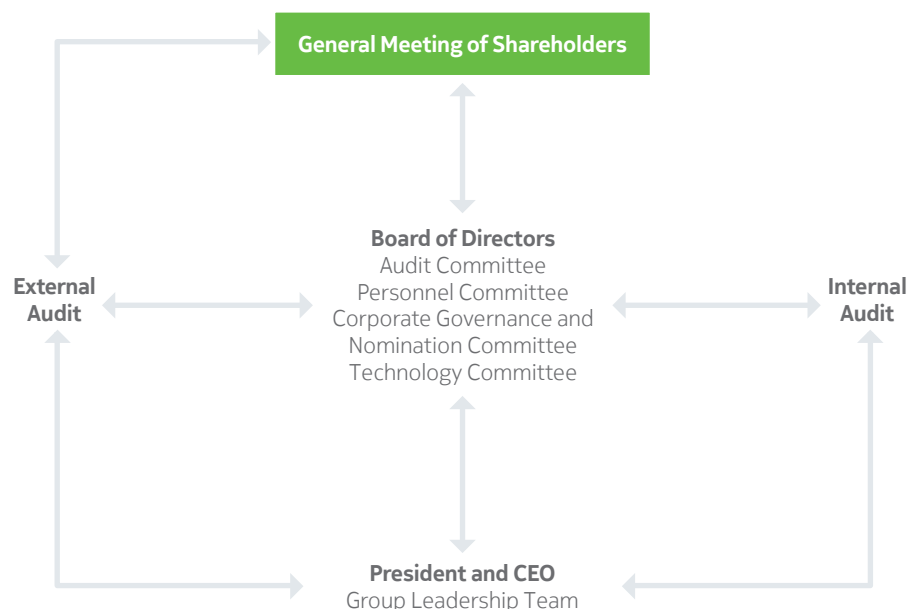 General Meeting of Shareholders
Board of Directors
Audit Committee
Personnel Committee
Corporate Governance and
Nomination Committee
Technology Committee
External
Audit
Internal
Audit
President and CEO
Group Leadership Team